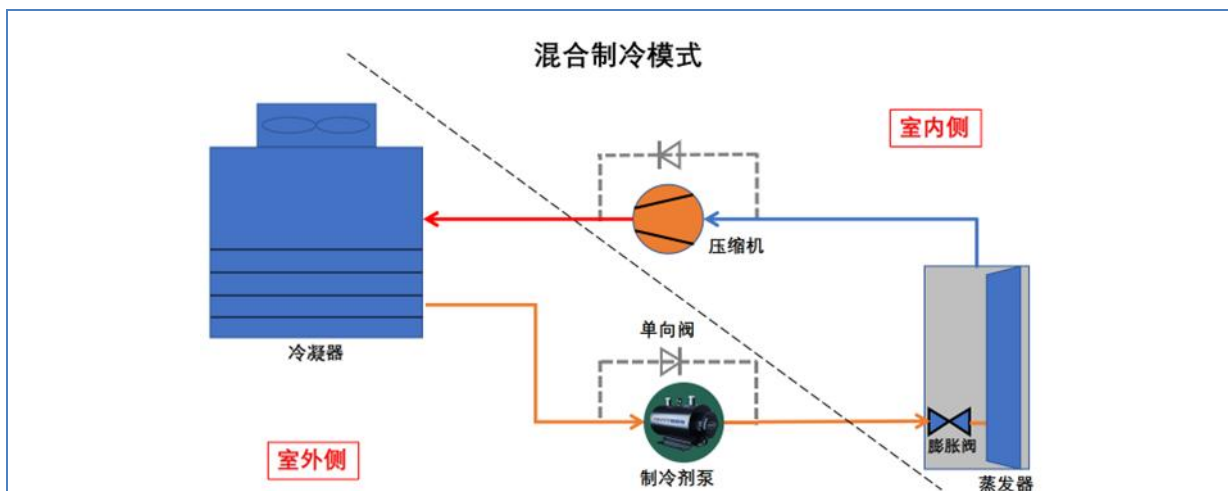 混合制冷模式
室内侧
压缩机
单向阀
冷凝器
膨胀阀
室外侧
制冷剂泵
蒸发器